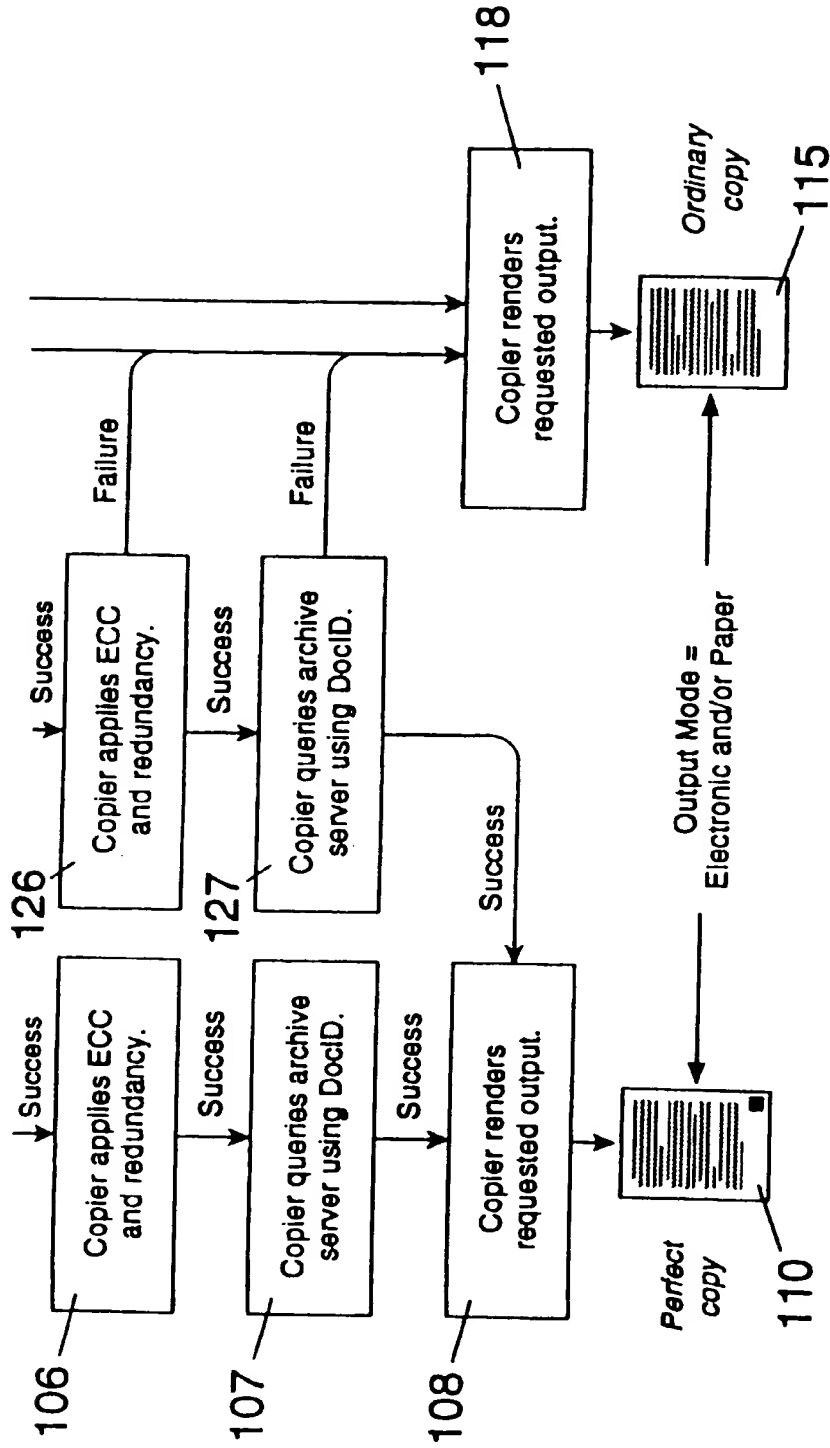 Success
Success
106
Copier applies ECC
and redundancy.
126
Copier applies ECC
and redundancy.
Failure
Success
Success
107
Copier queries archive
server using DocID.
127
Copier queries archive
server using DocID.
Failure
Success
Success
108
Copier renders
requested output.
Copier renders
requested output.
118
Perfect
copy
110
Output Mode =
Electronic and/or Paper
Ordinary
copy
115